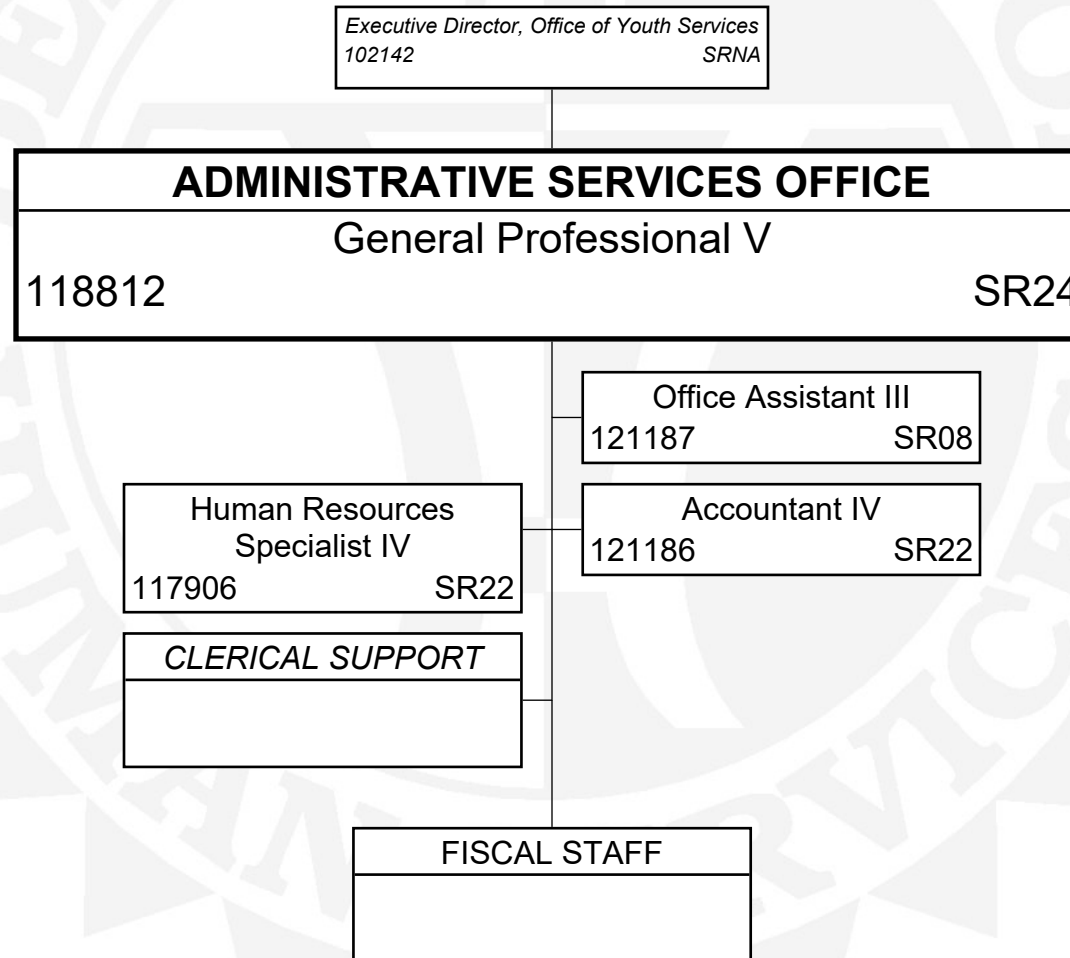 Executive Director, Office of Youth Services
102142 SRNA
ADMINISTRATIVE SERVICES OFFICE
General Professional V
118812 SR24
Office Assistant III
121187 SR08
Human Resources
Specialist IV
117906 SR22
Accountant IV
121186 SR22
CLERICAL SUPPORT
FISCAL STAFF